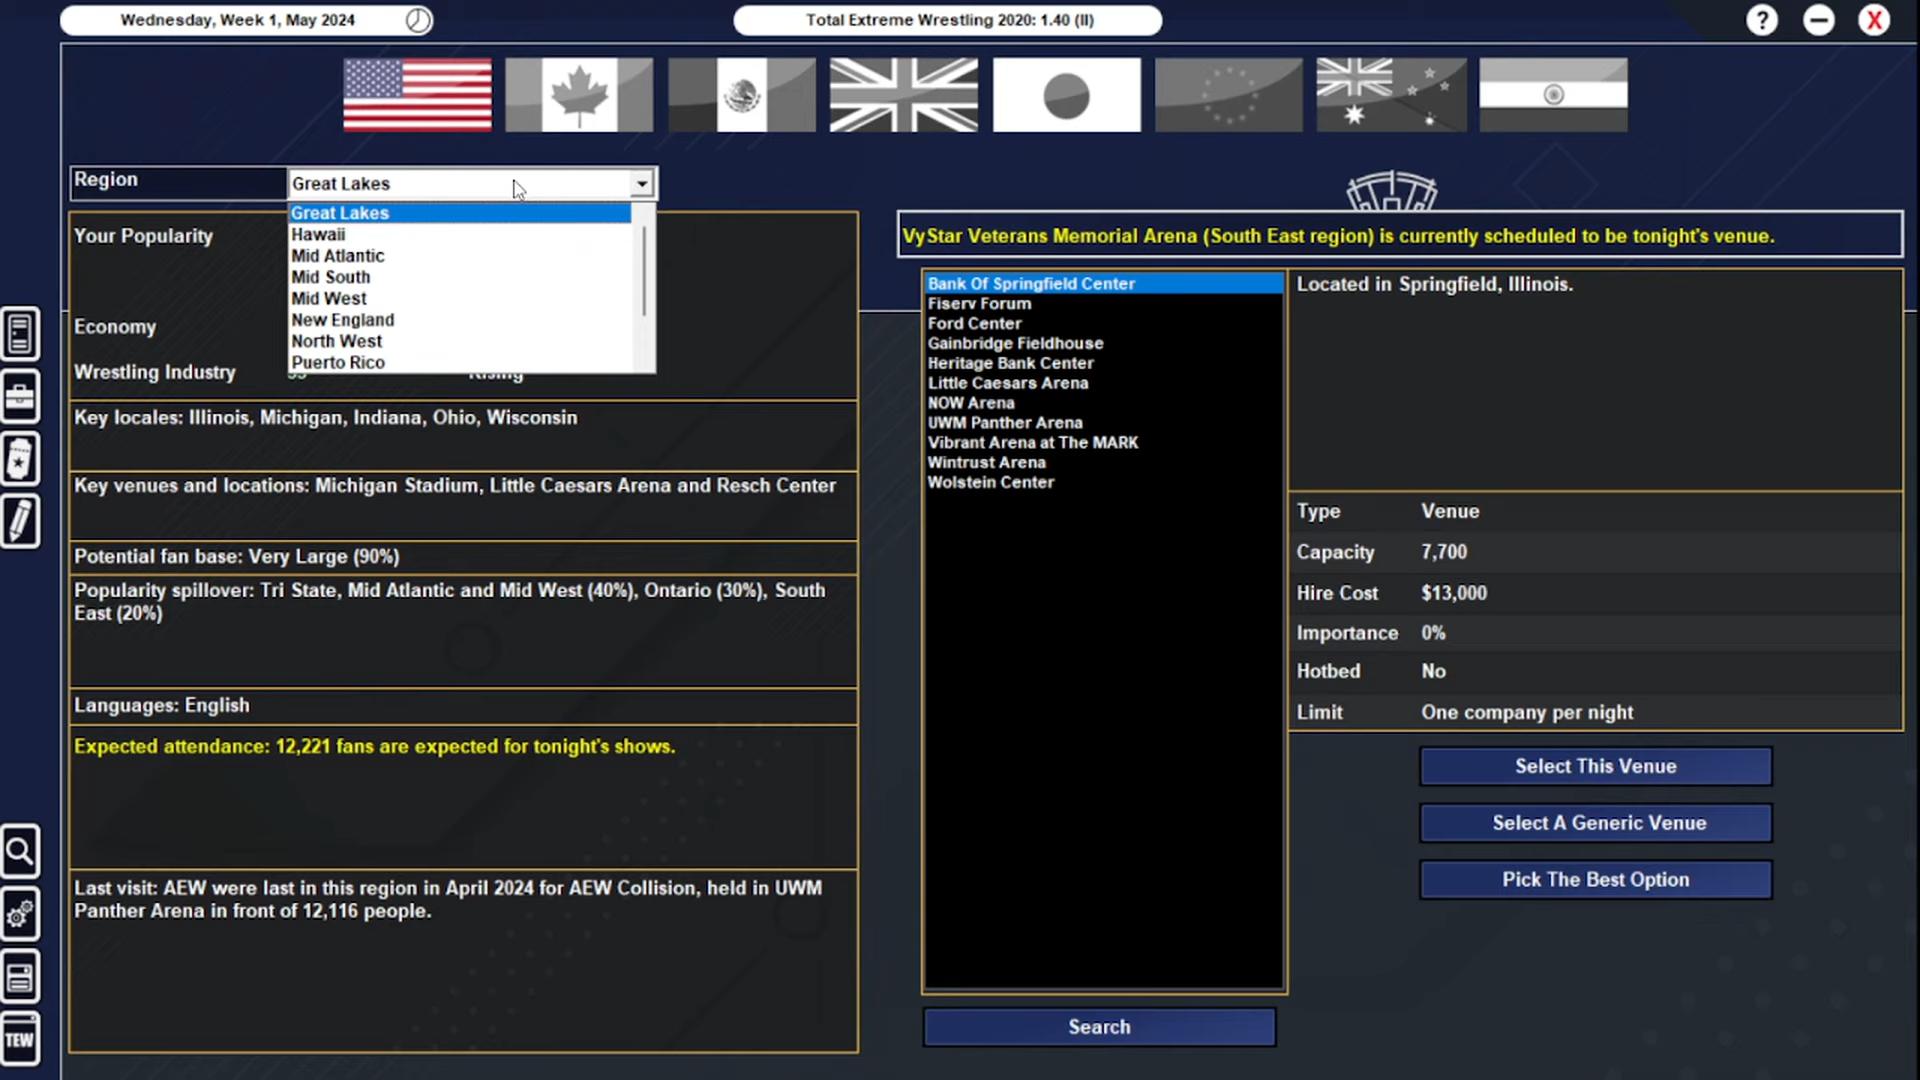 Wednesday, Week 1, May 2024
Total Extreme Wrestling 2020: 1.40 (II)
?
X
Region
Great Lakes
Great Lakes
Hawaii
Mid Atlantic
Mid South
Mid West
New England
North West
Puerto Rico
Your Popularity
Economy
Wrestling Industry
Rising
Key locales: Illinois, Michigan, Indiana, Ohio, Wisconsin
Key venues and locations: Michigan Stadium, Little Caesars Arena and Resch Center
Potential fan base: Very Large (90%)
Popularity spillover: Tri State, Mid Atlantic and Mid West (40%), Ontario (30%), South
East (20%)
Languages: English
Expected attendance: 12,221 fans are expected for tonight's shows.
Last visit: AEW were last in this region in April 2024 for AEW Collision, held in UWM
Panther Arena in front of 12,116 people.
VyStar Veterans Memorial Arena (South East region) is currently scheduled to be tonight's venue.
Bank Of Springfield Center
Fiserv Forum
Ford Center
Gainbridge Fieldhouse
Heritage Bank Center
Little Caesars Arena
NOW Arena
UWM Panther Arena
Vibrant Arena at The MARK
Wintrust Arena
Wolstein Center
Search
Located in Springfield, Illinois.
Type Venue
Capacity 7,700
Hire Cost $13,000
Importance 0%
Hotbed No
Limit One company per night
Select This Venue
Select A Generic Venue
Pick The Best Option
TEW